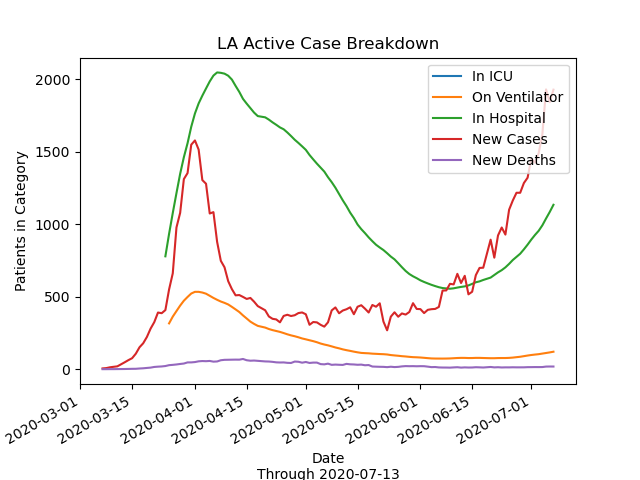 LA Active Case Breakdown
Patients in Category
2000
1500
1000
500
0
In ICU
On Ventilator
In Hospital
New Cases
New Deaths
2020-03-01
2020-03-15
2020-04-01
2020-04-15
2020-05-01
2020-05-15
2020-06-01
2020-06-15
2020-07-01
Date
Through 2020-07-13